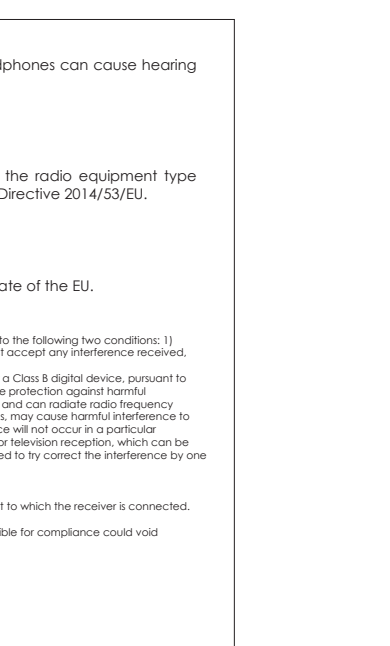 dphones can cause hearing
the radio equipment type
Directive 2014/53/EU.
ate of the EU.
to the following two conditions: 1)
t accept any interference received,
a Class B digital device, pursuant to
e protection against harmful
and can radiate radio frequency
s, may cause harmful interference to
ce will not occur in a particular
or television reception, which can be
ed to try correct the interference by one
t to which the receiver is connected.
ible for compliance could void